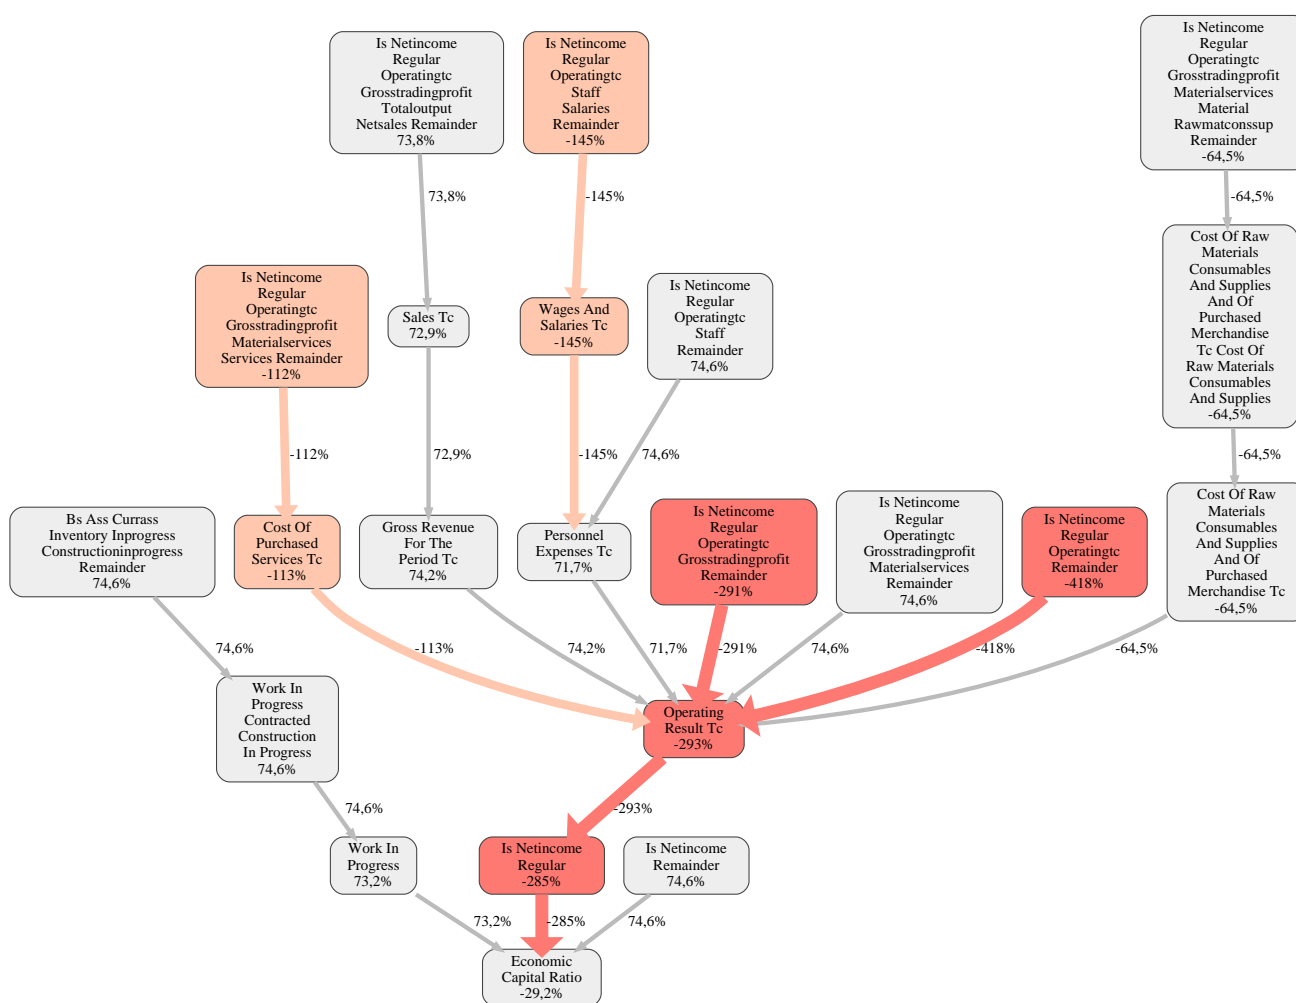 Is Netincome
Regular
Operatingtc
Grosstradingprofit
Totaloutput
Netsales Remainder
73,8%
Is Netincome
Regular
Operatingtc
Staff
Salaries
Remainder
-145%
Is Netincome
Regular
Operatingtc
Grosstradingprofit
Materialservices
Material
Rawmatconssup
Remainder
-64,5%
73,8%
-145%
-64,5%
Is Netincome
Regular
Operatingtc
Grosstradingprofit
Materialservices
Services Remainder
-112%
Sales Tc
72,9%
Wages And
Salaries Tc
-145%
Is Netincome
Regular
Operatingtc
Staff
Remainder
74,6%
Cost Of Raw
Materials
Consumables
And Supplies
And Of
Purchased
Merchandise
Tc Cost Of
Raw Materials
Consumables
And Supplies
-64,5%
-112%
72,9%
-145%
74,6%
-64,5%
Bs Ass Currass
Inventory Inprogress
Constructioninprogress
Remainder
74,6%
Cost Of
Purchased
Services Tc
-113%
Gross Revenue
For The
Period Tc
74,2%
Personnel
Expenses Tc
71,7%
Is Netincome
Regular
Operatingtc
Grosstradingprofit
Remainder
-291%
Is Netincome
Regular
Operatingtc
Grosstradingprofit
Materialservices
Remainder
74,6%
Is Netincome
Regular
Operatingtc
Remainder
-418%
Cost Of Raw
Materials
Consumables
And Supplies
And Of
Purchased
Merchandise Tc
-64,5%
74,6%
-113%
74,2%
71,7%
-291%
74,6%
-418%
-64,5%
Work In
Progress
Contracted
Construction
In Progress
74,6%
Operating
Result Tc
-293%
74,6%
-293%
Work In
Progress
73,2%
Is Netincome
Regular
-285%
Is Netincome
Remainder
74,6%
73,2%
-285%
74,6%
Economic
Capital Ratio
-29,2%